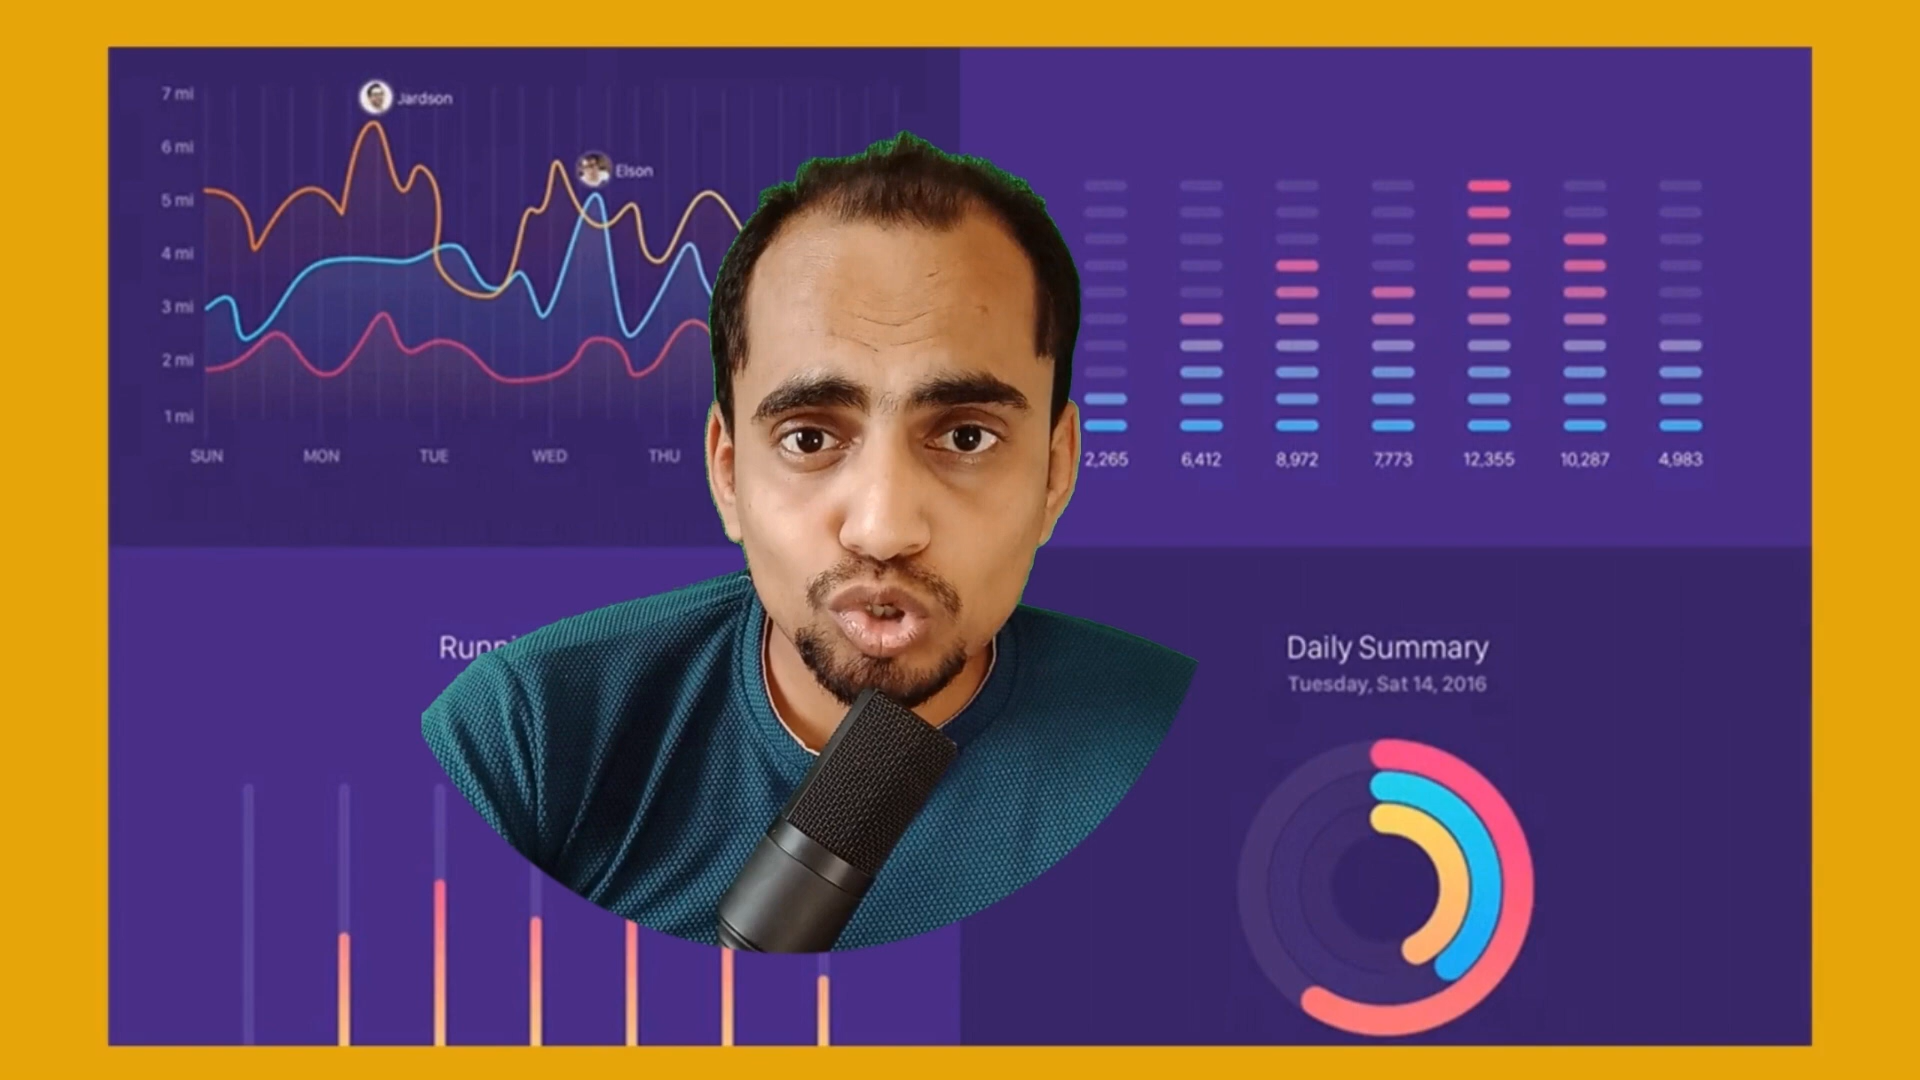 7 mi
Jardson
6 mi
Elson
5 mi
4 mi
3 mi
2 mi
1 mi
SUN MON TUE WED THU
2,265 6,412 8,972 7,773 12,355 10,287 4,983
Daily Summary
Tuesday, Sat 14, 2016